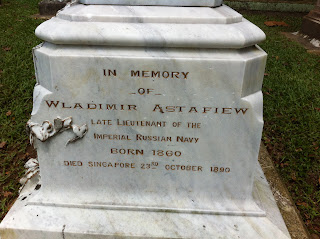 IN MEMORY
OF
WLADIMIR ASTAFIEW
LATE LIEUTENANT OF THE
IMPERIAL RUSSIAN NAVY
BORN 1860
DIED SINGAPORE 23RD OCTOBER 1890